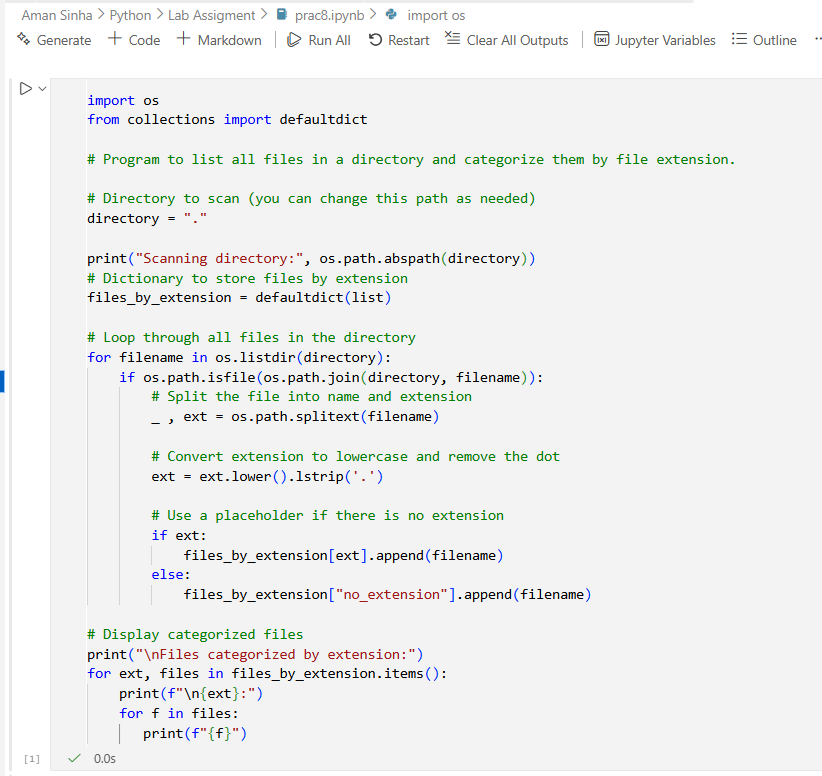 Aman Sinha > Python > Lab Assigment > prac8.ipynb > import os
Generate + Code + Markdown | Run All Restart Clear All Outputs | Jupyter Variables Outline ...
import os
from collections import defaultdict
# Program to list all files in a directory and categorize them by file extension.
# Directory to scan (you can change this path as needed)
directory = "."
print("Scanning directory:", os.path.abspath(directory))
# Dictionary to store files by extension
files_by_extension = defaultdict(list)
# Loop through all files in the directory
for filename in os.listdir(directory):
    if os.path.isfile(os.path.join(directory, filename)):
        # Split the file into name and extension
        _ , ext = os.path.splitext(filename)
        # Convert extension to lowercase and remove the dot
        ext = ext.lower().lstrip('.')
        # Use a placeholder if there is no extension
        if ext:
            files_by_extension[ext].append(filename)
        else:
            files_by_extension["no_extension"].append(filename)
# Display categorized files
print("\nFiles categorized by extension:")
for ext, files in files_by_extension.items():
    print(f"\n{ext}:")
    for f in files:
       print(f"{f}")
[1] ✓ 0.0s